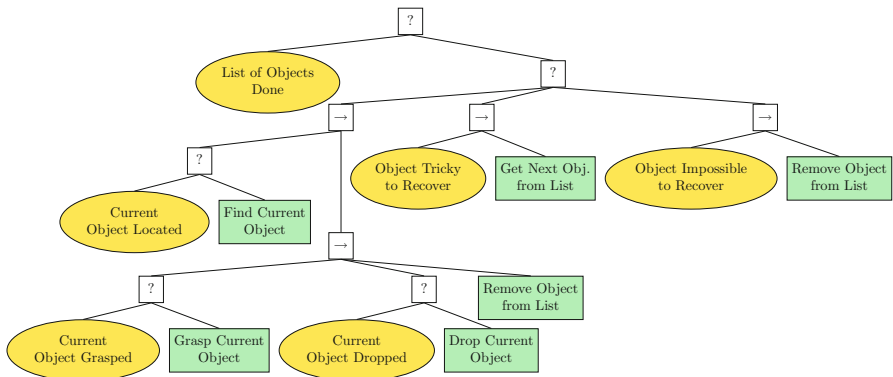 ?
List of Objects
Done
?
→
→
→
?
Object Tricky
to Recover
Get Next Obj.
from List
Object Impossible
to Recover
Remove Object
from List
Current
Object Located
Find Current
Object
→
?
?
Remove Object
from List
Current
Object Grasped
Grasp Current
Object
Current
Object Dropped
Drop Current
Object